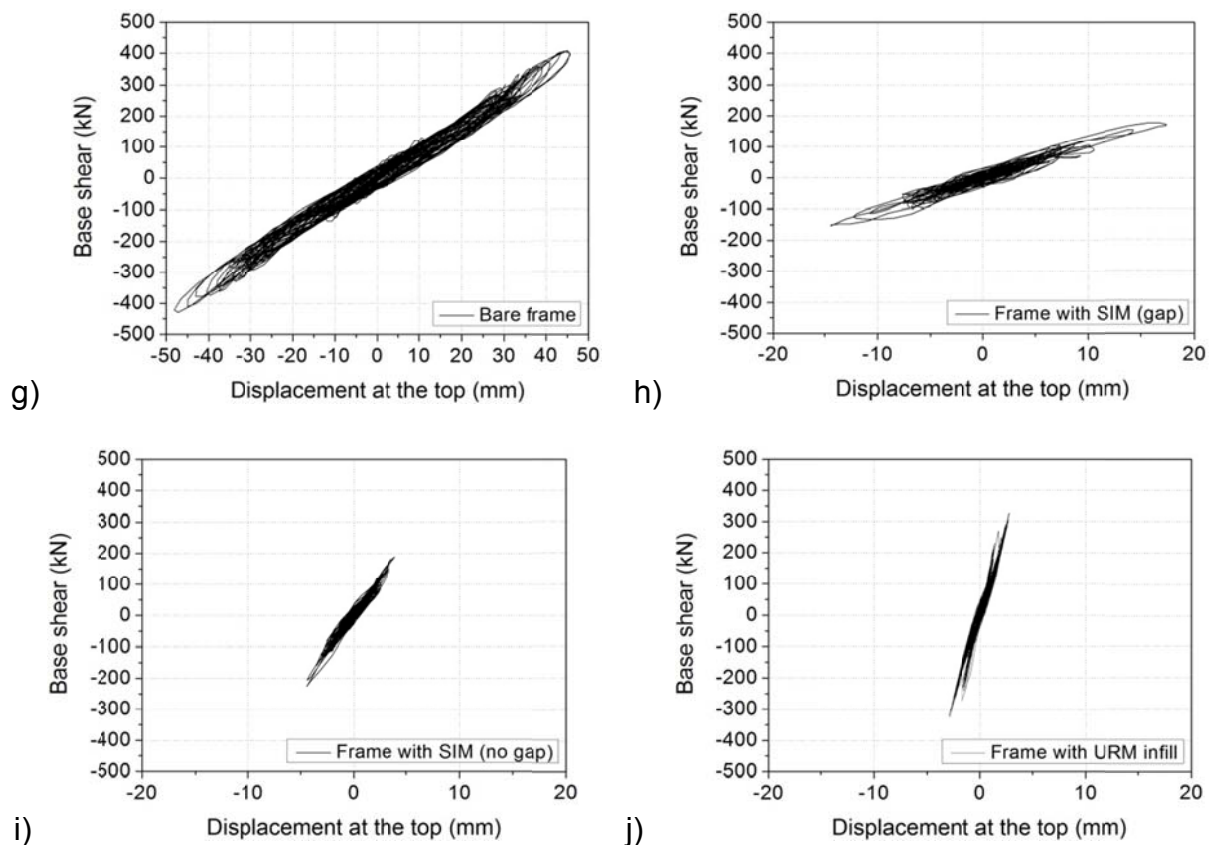 500
400
300
200
100
0
-100
-200
-300
-400
-500
Base shear (kN)
Bare frame
-50 -40 -30 -20 -10 0 10 20 30 40 50
Displacement at the top (mm)
g)
500
400
300
200
100
0
-100
-200
-300
-400
-500
Base shear (kN)
Frame with SIM (gap)
-20 -10 0 10 20
Displacement at the top (mm)
h)
500
400
300
200
100
0
-100
-200
-300
-400
-500
Base shear (kN)
Frame with SIM (no gap)
-20 -10 0 10 20
Displacement at the top (mm)
i)
500
400
300
200
100
0
-100
-200
-300
-400
-500
Base shear (kN)
Frame with URM infill
-20 -10 0 10 20
Displacement at the top (mm)
j)